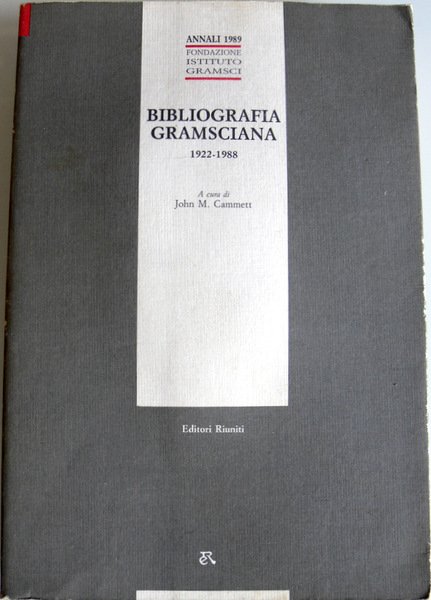 ANNALI 1989
FONDAZIONE
ISTITUTO
GRAMSCI
BIBLIOGRAFIA
GRAMSCIANA
1922-1988
A cura di
John M. Cammett
Editori Riuniti